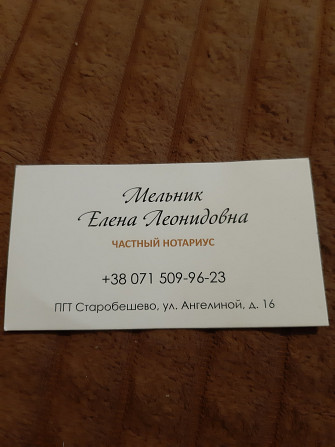 Мельник
Елена Леонидовна
ЧАСТНЫЙ НОТАРИУС
+38 071 509-96-23
ПГТ Старобешево, ул. Ангелиной, д. 16